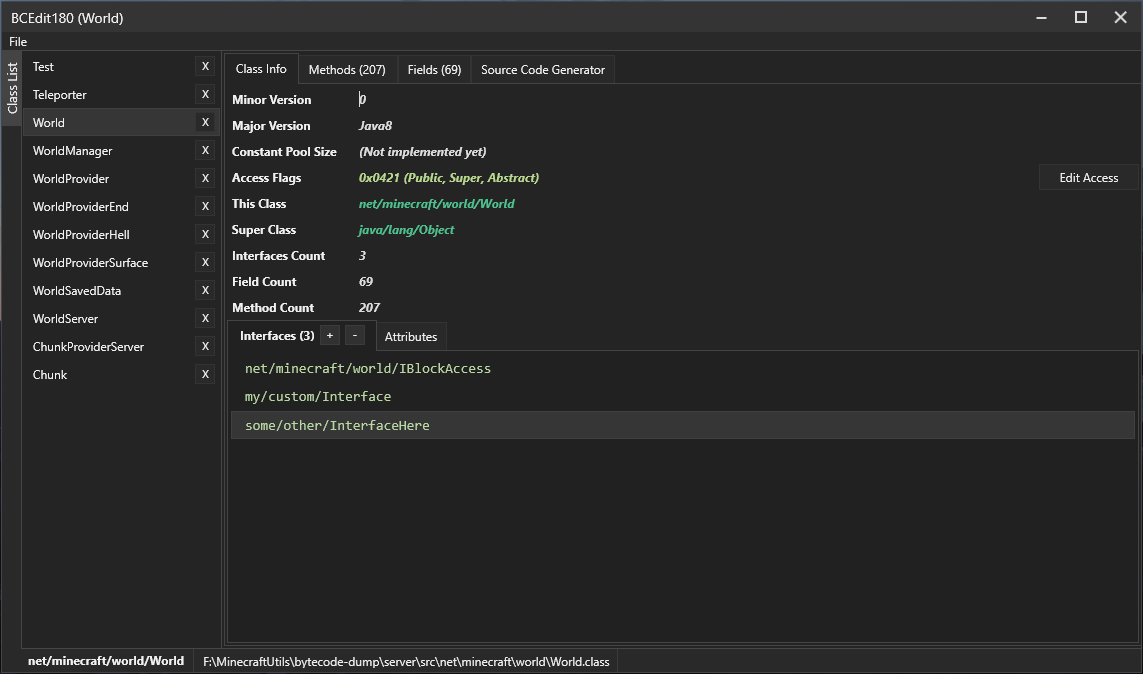 BCEdit180 (World)
File
Class List
Test X
Teleporter X
World X
WorldManager X
WorldProvider X
WorldProviderEnd X
WorldProviderHell X
WorldProviderSurface X
WorldSavedData X
WorldServer X
ChunkProviderServer X
Chunk X
Class Info Methods (207) Fields (69) Source Code Generator
Minor Version 0
Major Version Java8
Constant Pool Size (Not implemented yet)
Access Flags 0x0421 (Public, Super, Abstract) Edit Access
This Class net/minecraft/world/World
Super Class java/lang/Object
Interfaces Count 3
Field Count 69
Method Count 207
Interfaces (3) + - Attributes
net/minecraft/world/IBlockAccess
my/custom/Interface
some/other/InterfaceHere
net/minecraft/world/World F:\MinecraftUtils\bytecode-dump\server\src\net\minecraft\world\World.class